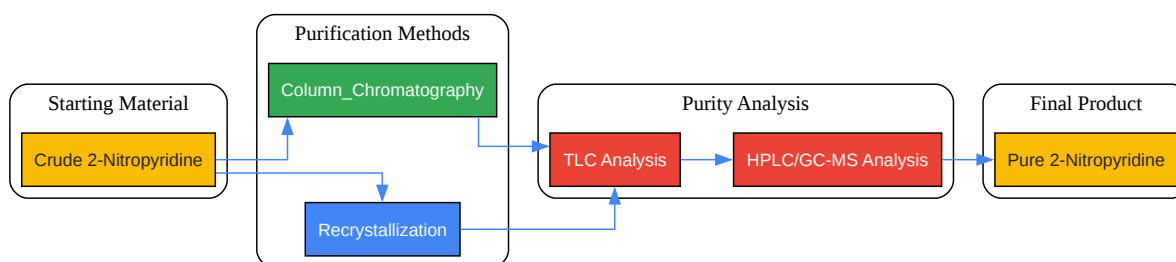 Starting Material
Crude 2-Nitropyridine
Purification Methods
Column_Chromatography
Recrystallization
Purity Analysis
TLC Analysis
HPLC/GC-MS Analysis
Final Product
Pure 2-Nitropyridine